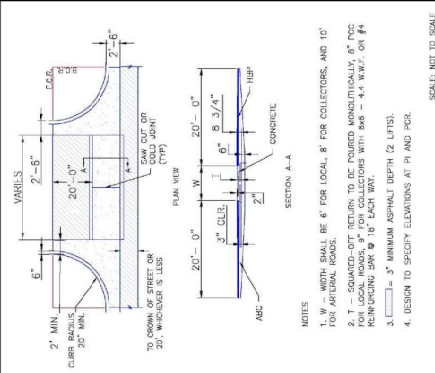 VARIES
2'-6"
6"
2' MIN.
20'-0"
2'-6"
E.C.R.
B.C.R.
CURB RADIUS,
20" MIN.
TO CROWN OF STREET OR
20', WHICHEVER IS LESS
A
A
SAW CUT OR
COLD JOINT
(TYP)
PLAN VIEW
20'- 0"
W
20'- 0"
3" CLR.
T
6"
8 3/4"
2"
ABC
CONCRETE
HBP
SECTION A-A
NOTES
1. W - WIDTH SHALL BE 6' FOR LOCAL, 8' FOR COLLECTORS, AND 10'
FOR ARTERIAL ROADS.
2. T - SQUARED-OFF RETURN TO BE POURED MONOLITHICALLY, 8" PCC
FOR LOCAL ROADS, 9" FOR COLLECTORS WITH 6x6 - 4.4 W.W.F. OR #4
REINFORCING BAR @ 18" EACH WAY.
3. = 3" MINIMUM ASPHALT DEPTH (2 LIFTS).
4. DESIGN TO SPECIFY ELEVATIONS AT PI AND PCR.
SCALE: NOT TO SCALE